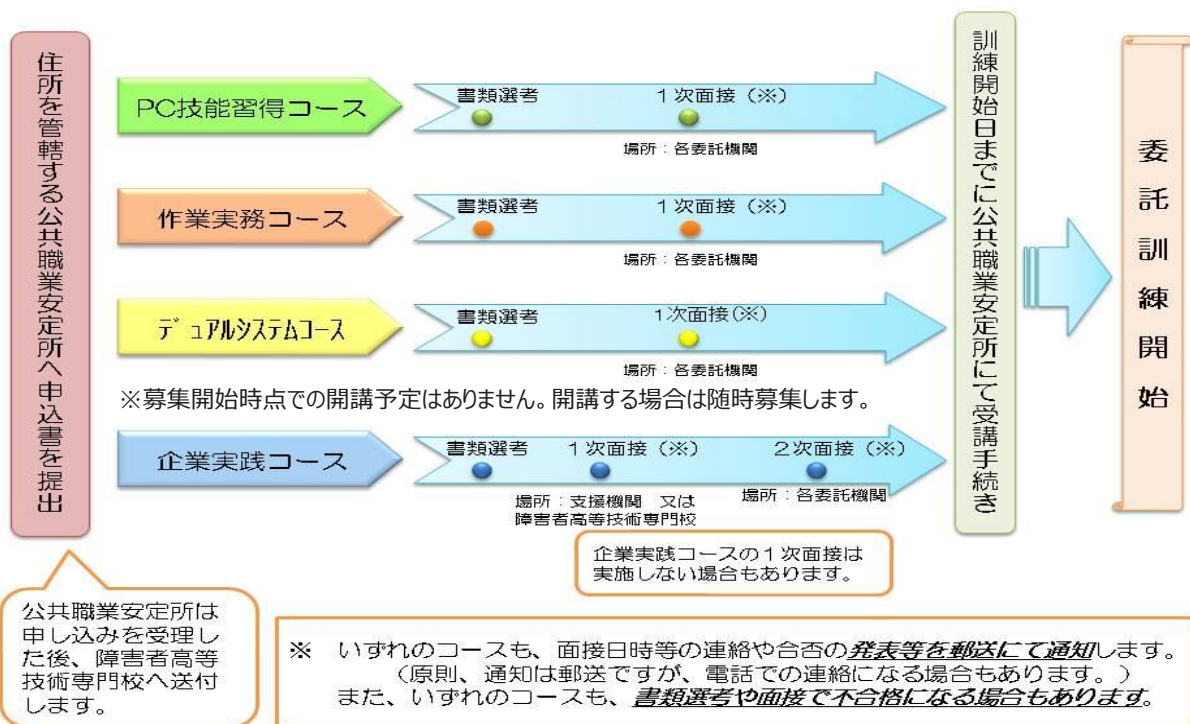 住所を管轄する公共職業安定所へ申込書を提出
PC技能習得コース
書類選考
1次面接（※）
場所：各委託機関
作業実務コース
書類選考
1次面接（※）
場所：各委託機関
デュアルシステムコース
書類選考
1次面接(※)
場所：各委託機関
※募集開始時点での開講予定はありません。開講する場合は随時募集します。
企業実践コース
書類選考
1次面接（※）
2次面接（※）
場所：支援機関　又は
障害者高等技術専門校
場所：各委託機関
企業実践コースの１次面接は
実施しない場合もあります。
訓練開始日までに公共職業安定所にて受講手続き
委託訓練開始
公共職業安定所は
申し込みを受理し
た後、障害者高等
技術専門校へ送付
します。
※　いずれのコースも、面接日時等の連絡や合否の発表等を郵送にて通知します。
（原則、通知は郵送ですが、電話での連絡になる場合もあります。）
また、いずれのコースも、書類選考や面接で不合格になる場合もあります。